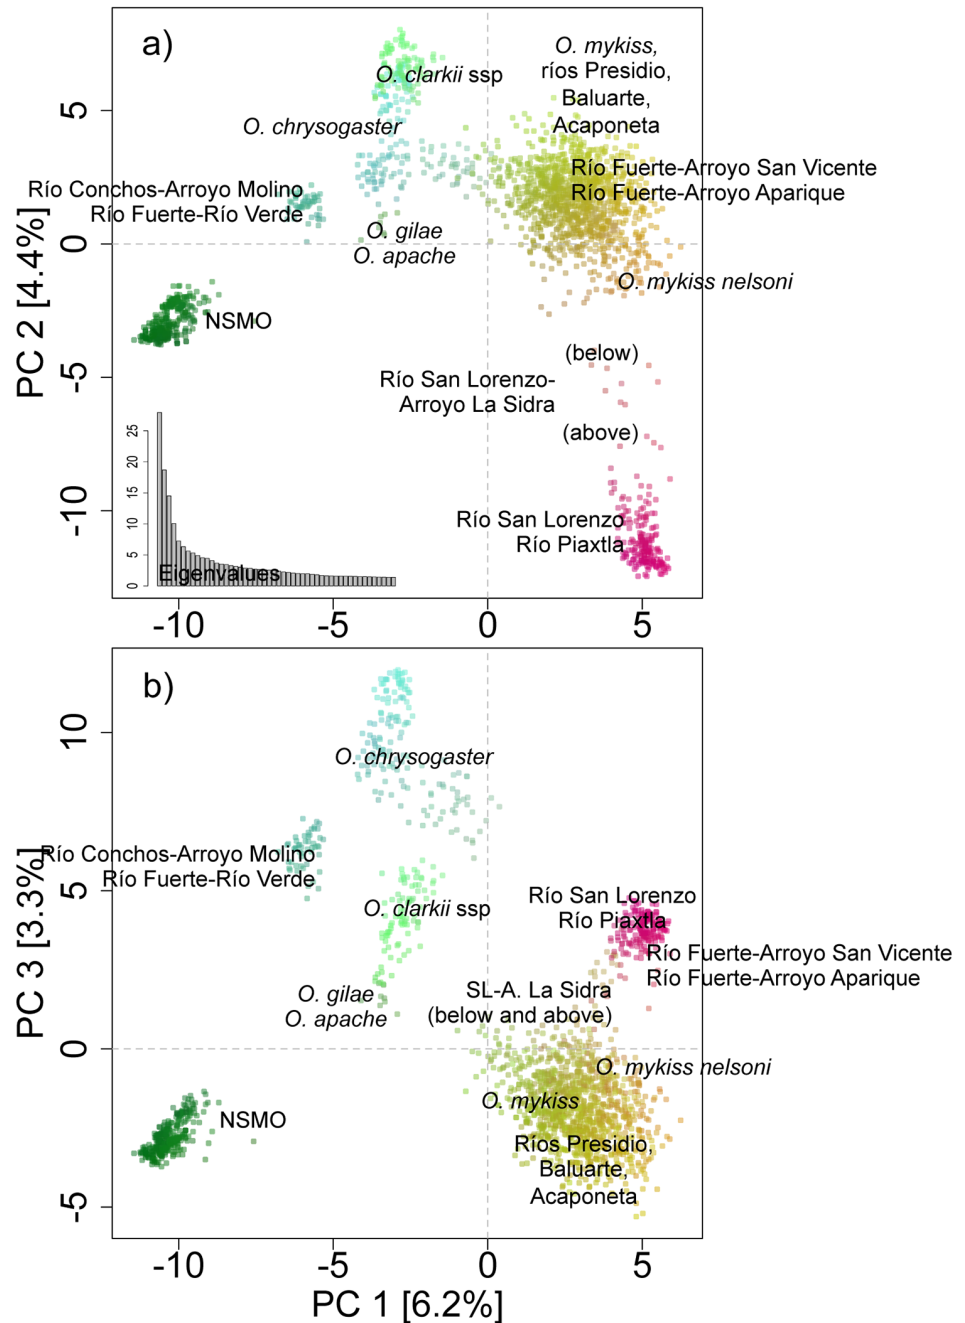 a)
O. mykiss,
ríos Presidio,
Baluarte,
Acaponeta
O. clarkii ssp
O. chrysogaster
Río Fuerte-Arroyo San Vicente
Río Fuerte-Arroyo Aparique
Río Conchos-Arroyo Molino
Río Fuerte-Río Verde
O. gilae
O. apache
O. mykiss nelsoni
NSMO
(below)
Río San Lorenzo-
Arroyo La Sidra
(above)
Río San Lorenzo
Río Piaxtla
PC 2 [4.4%]
5
0
-5
-10
25
20
15
10
5
0
Eigenvalues
-10 -5 0 5
b)
O. chrysogaster
Río Conchos-Arroyo Molino
Río Fuerte-Río Verde
O. clarkii ssp
Río San Lorenzo
Río Piaxtla
Río Fuerte-Arroyo San Vicente
Río Fuerte-Arroyo Aparique
O. gilae
O. apache
SL-A. La Sidra
(below and above)
O. mykiss nelsoni
O. mykiss
NSMO
Ríos Presidio,
Baluarte,
Acaponeta
PC 3 [3.3%]
10
5
0
-5
-10 -5 0 5
PC 1 [6.2%]